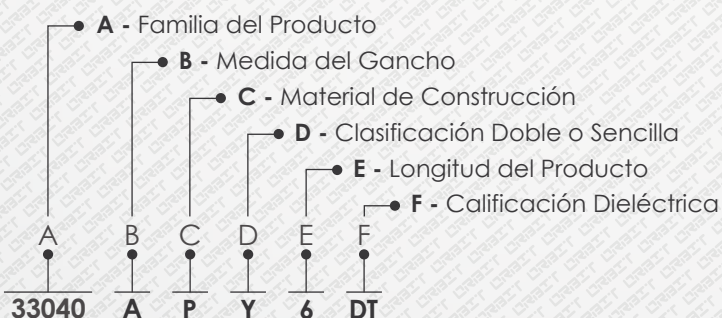 A - Familia del Producto
B - Medida del Gancho
C - Material de Construcción
D - Clasificación Doble o Sencilla
E - Longitud del Producto
F - Calificación Dieléctrica
A B C D E F
33040 A P Y 6 DT